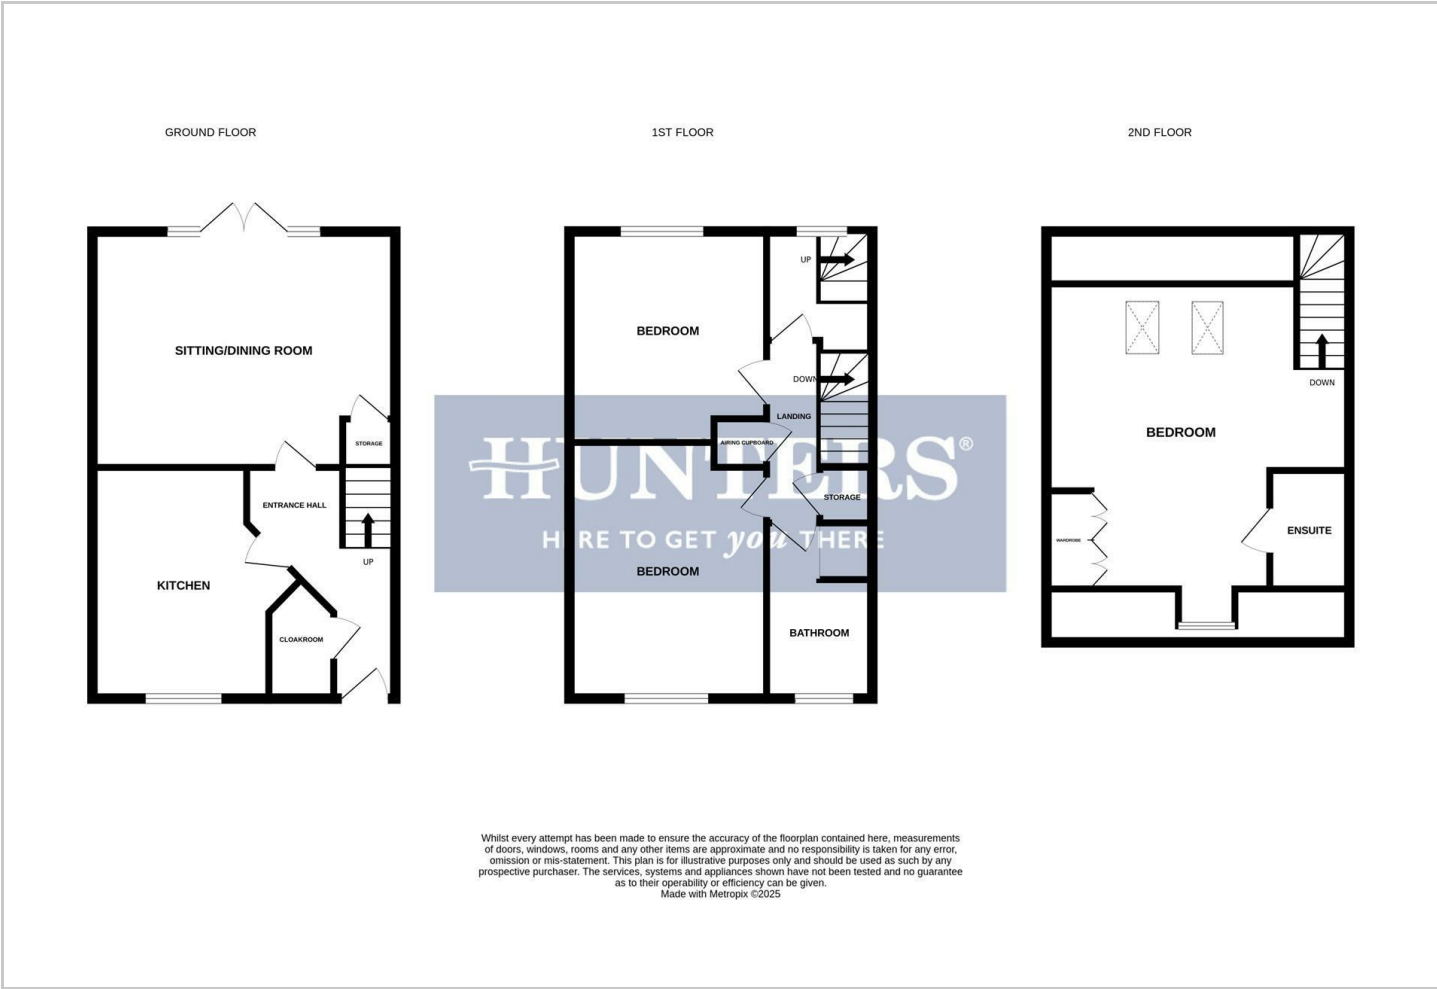 GROUND FLOOR
1ST FLOOR
2ND FLOOR
SITTING/DINING ROOM
STORAGE
ENTRANCE HALL
UP
KITCHEN
CLOAKROOM
BEDROOM
UP
DOWN
LANDING
AIRING CUPBOARD
STORAGE
BEDROOM
BATHROOM
HUNTERS®
HERE TO GET you THERE
DOWN
BEDROOM
WARDROBE
ENSUITE
Whilst every attempt has been made to ensure the accuracy of the floorplan contained here, measurements
of doors, windows, rooms and any other items are approximate and no responsibility is taken for any error,
omission or mis-statement. This plan is for illustrative purposes only and should be used as such by any
prospective purchaser. The services, systems and appliances shown have not been tested and no guarantee
as to their operability or efficiency can be given.
Made with Metropix ©2025